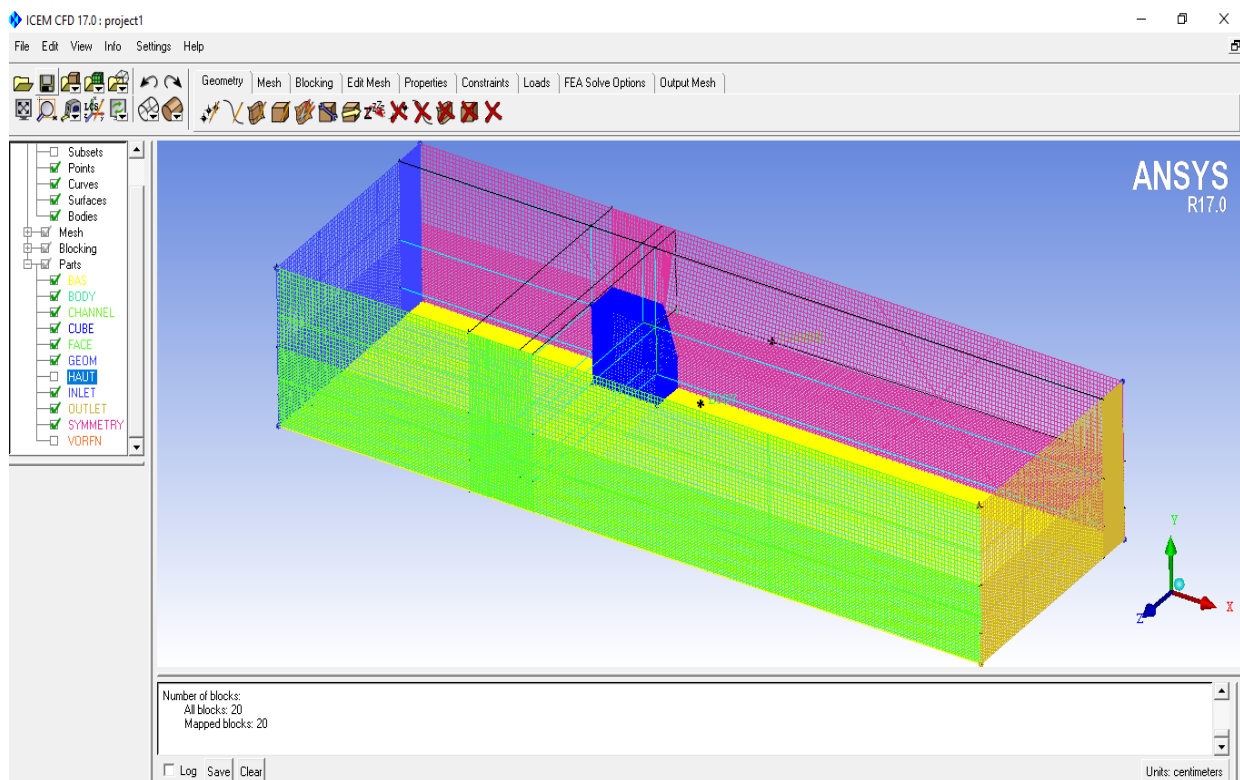 ICEM CFD 17.0 : project1
File Edit View Info Settings Help
Geometry Mesh Blocking Edit Mesh Properties Constraints Loads FEA Solve Options Output Mesh
Subsets
Points
Curves
Surfaces
Bodies
Mesh
Blocking
Parts
BAS
BODY
CHANNEL
CUBE
FACE
GEOM
HAUT
INLET
OUTLET
SYMMETRY
VORFN
ANSYS
R17.0
Y
X
Z
Number of blocks:
All blocks: 20
Mapped blocks: 20
Log Save Clear
Units: centimeters